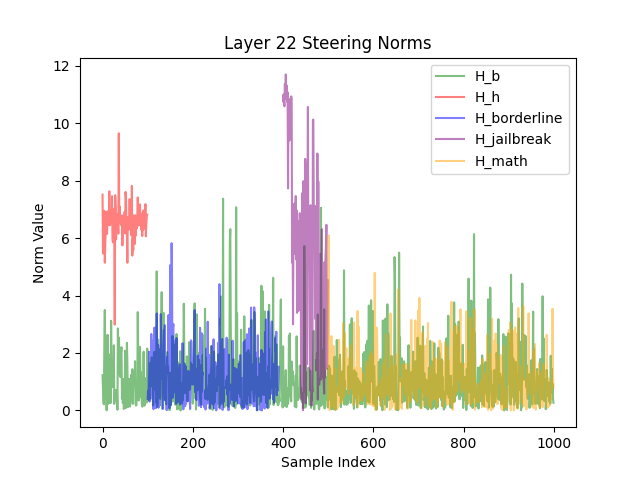 Layer 22 Steering Norms
Norm Value
12
10
8
6
4
2
0
H_b
H_h
H_borderline
H_jailbreak
H_math
0
200
400
600
800
1000
Sample Index